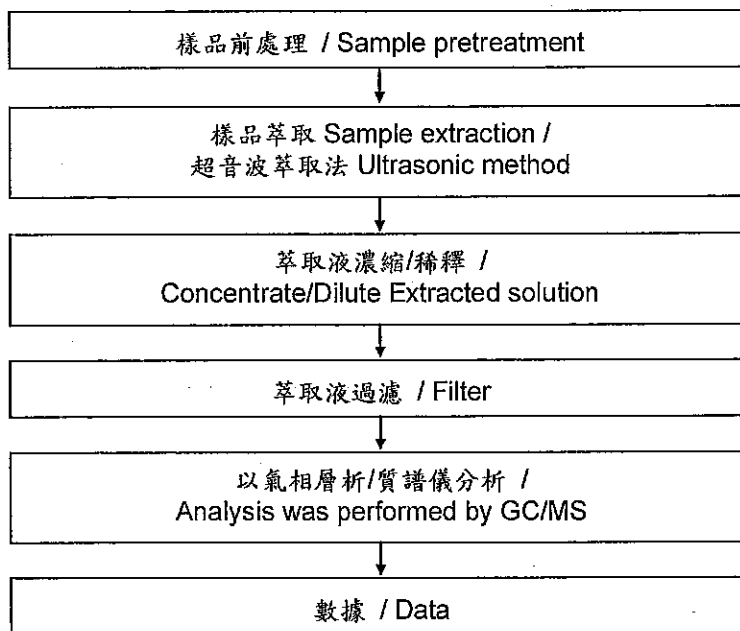 樣品前處理 / Sample pretreatment
樣品萃取 Sample extraction /
超音波萃取法 Ultrasonic method
萃取液濃縮/稀釋 /
Concentrate/Dilute Extracted solution
萃取液過濾 / Filter
以氣相層析/質譜儀分析 /
Analysis was performed by GC/MS
數據 / Data